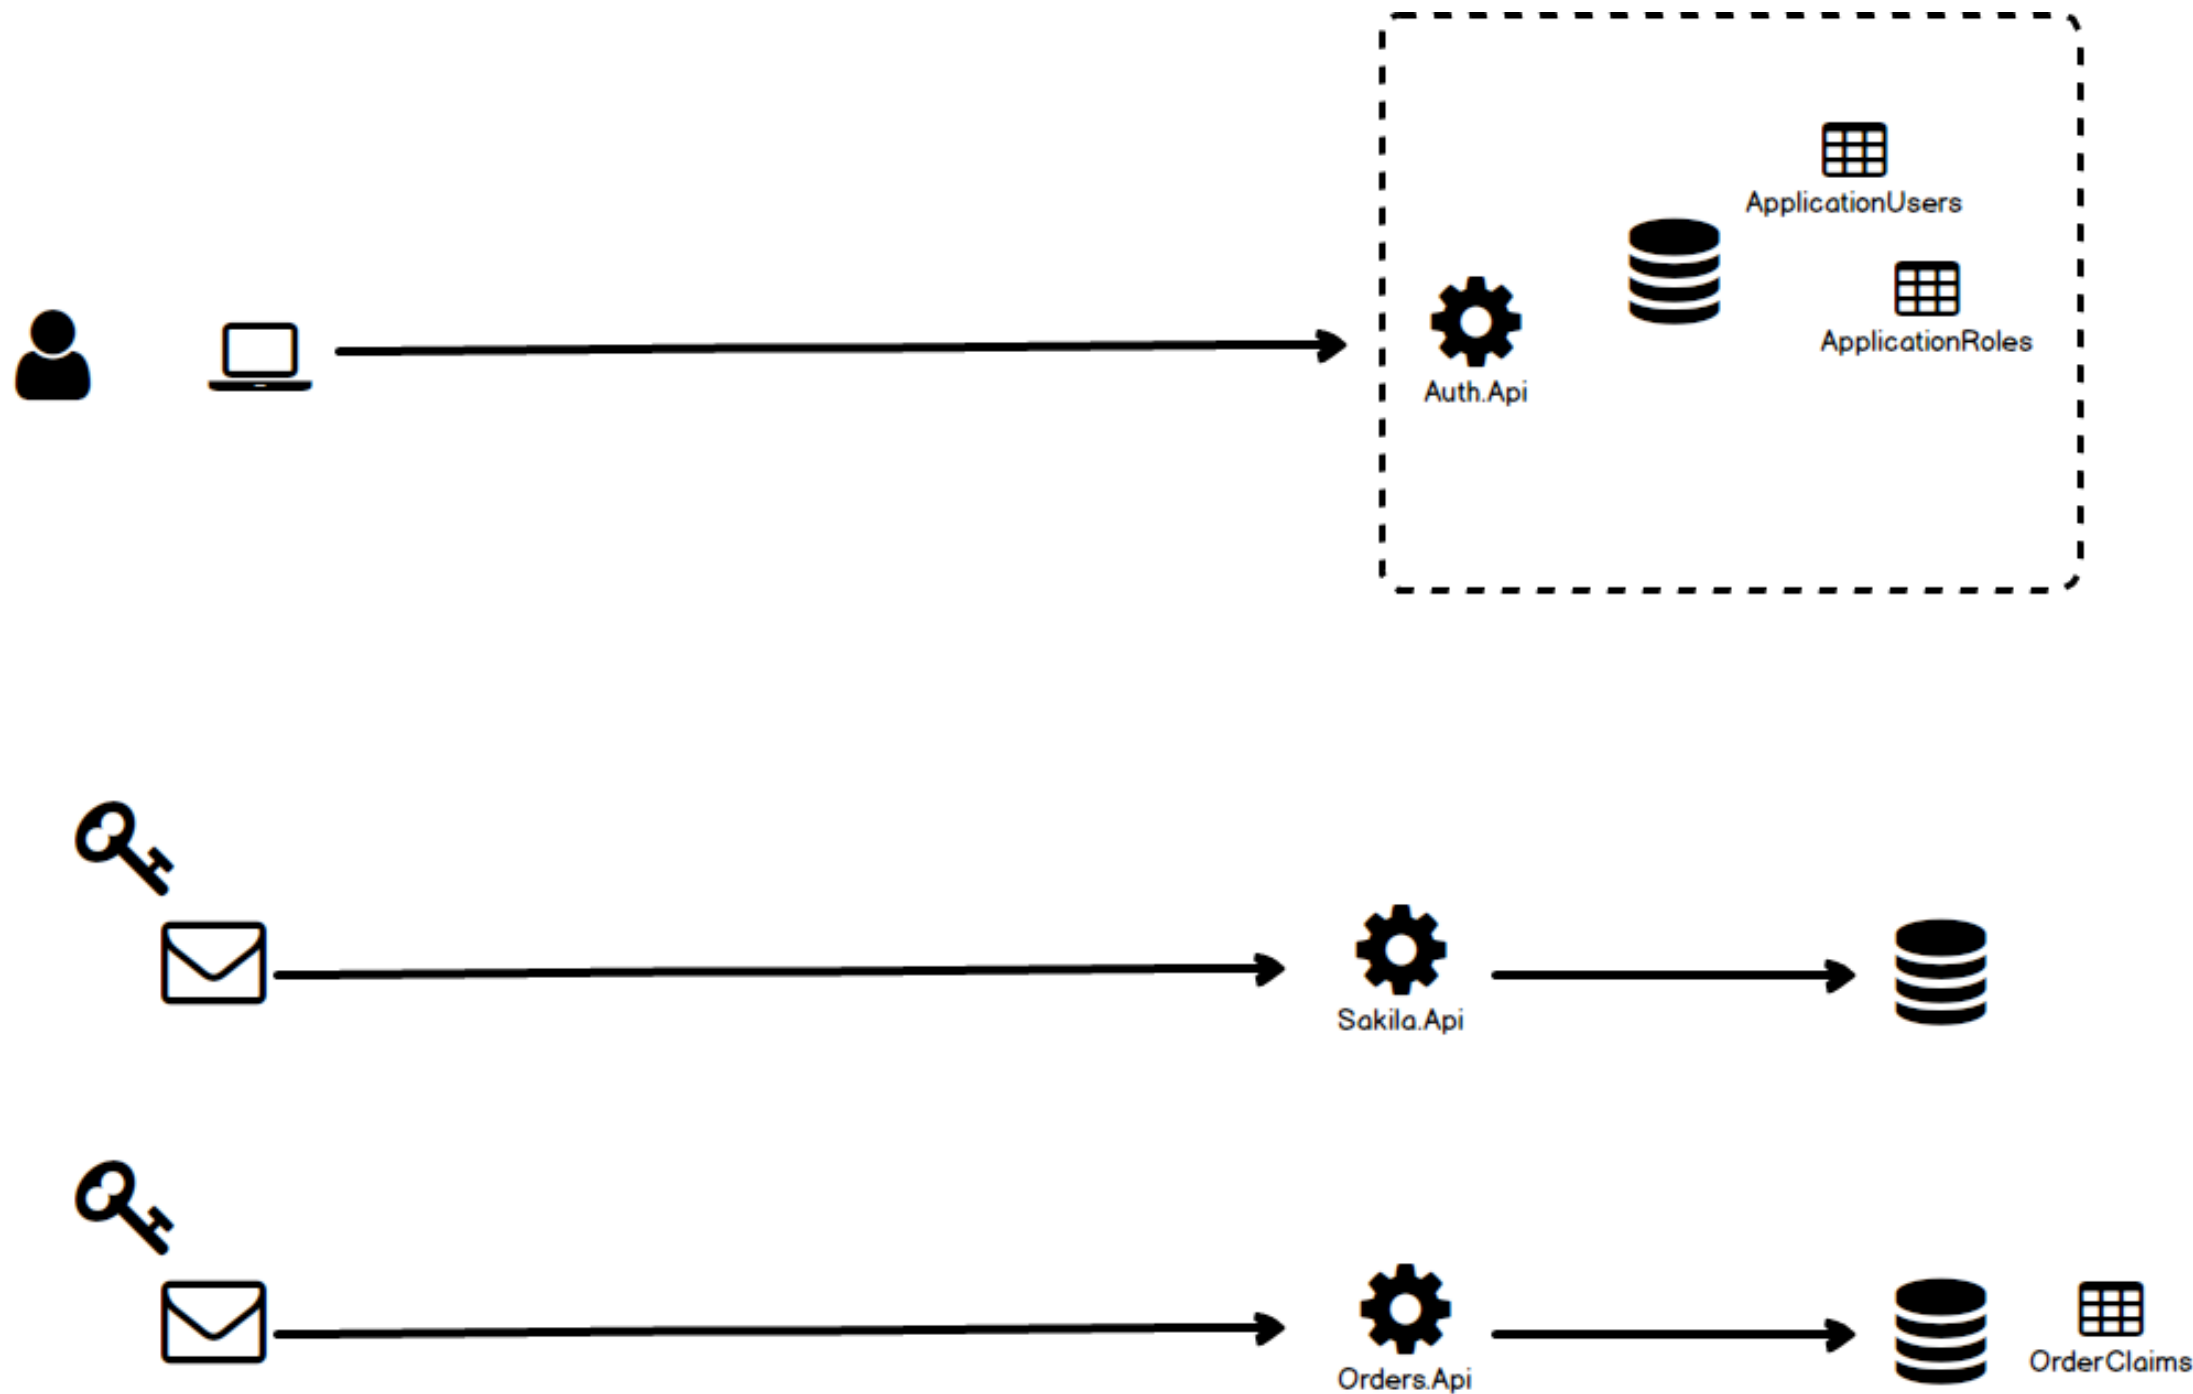 ApplicationUsers
ApplicationRoles
Auth.Api
Sakila.Api
Orders.Api
OrderClaims